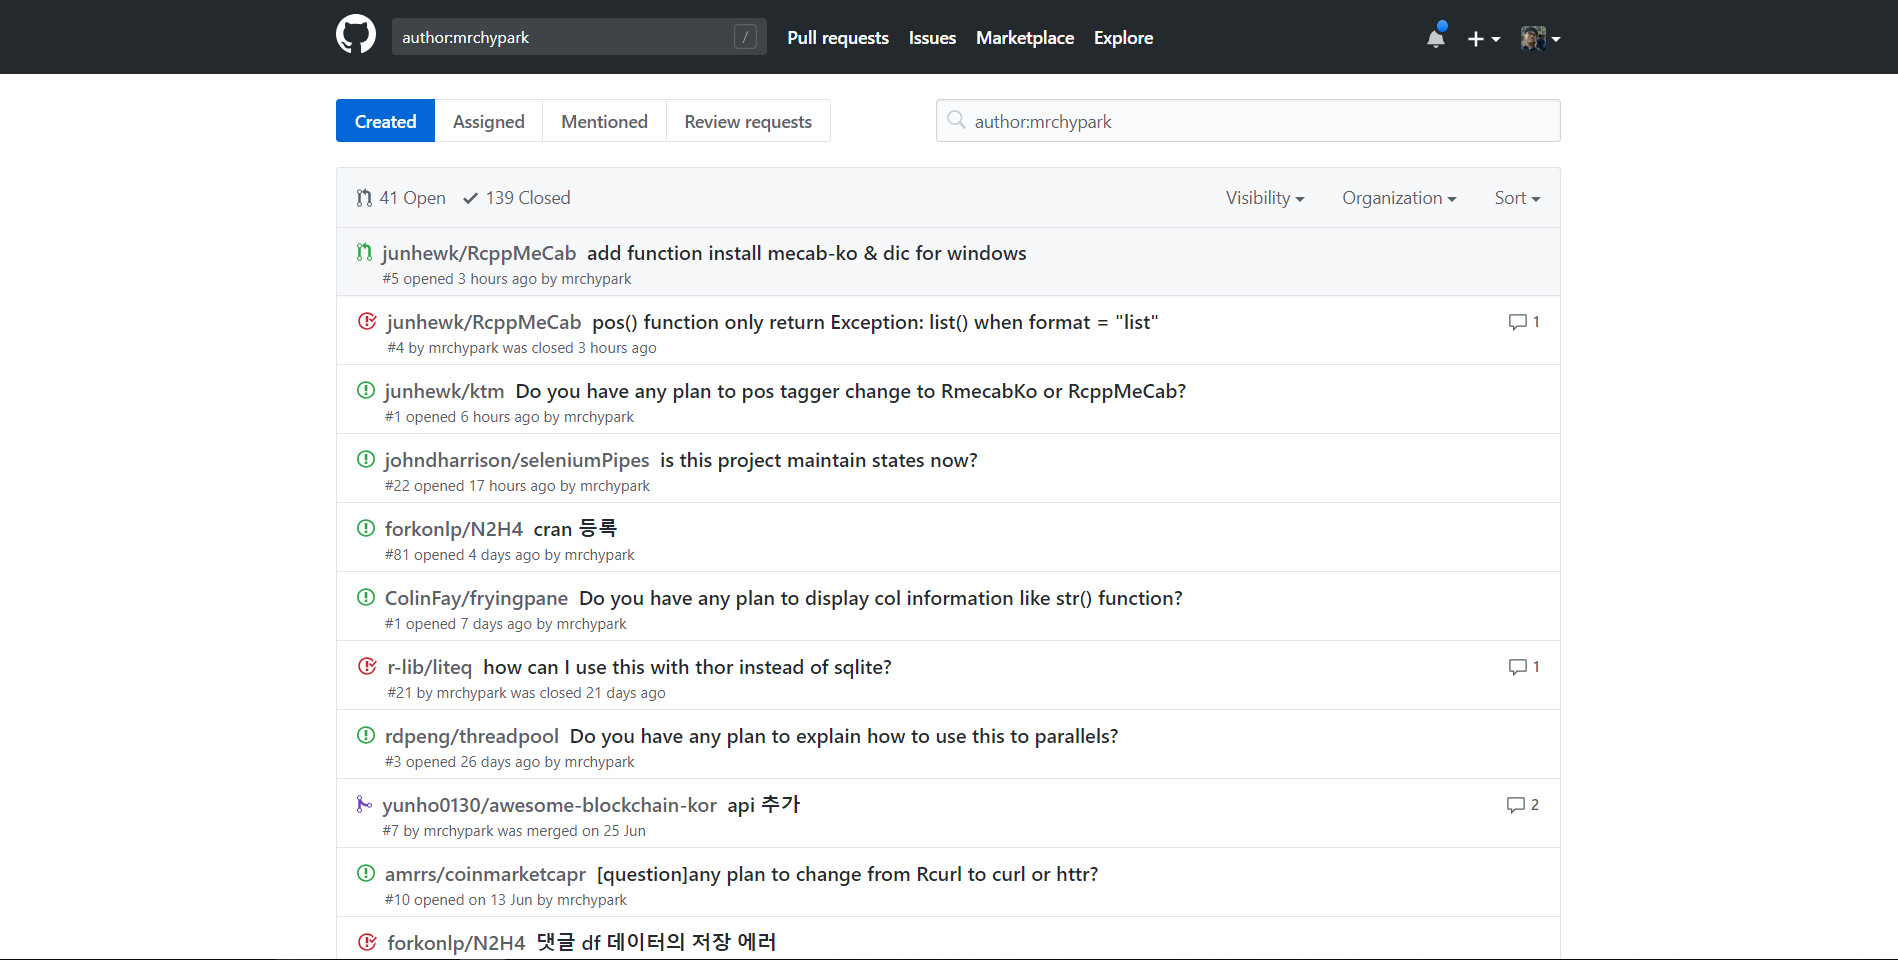 author:mrchypark / Pull requests Issues Marketplace Explore
Created Assigned Mentioned Review requests author:mrchypark
41 Open 139 Closed Visibility Organization Sort
junhewk/RcppMeCab add function install mecab-ko & dic for windows
#5 opened 3 hours ago by mrchypark
junhewk/RcppMeCab pos() function only return Exception: list() when format = "list" 1
#4 by mrchypark was closed 3 hours ago
junhewk/ktm Do you have any plan to pos tagger change to RmecabKo or RcppMeCab?
#1 opened 6 hours ago by mrchypark
johndharrison/seleniumPipes is this project maintain states now?
#22 opened 17 hours ago by mrchypark
forkonlp/N2H4 cran 등록
#81 opened 4 days ago by mrchypark
ColinFay/fryingpane Do you have any plan to display col information like str() function?
#1 opened 7 days ago by mrchypark
r-lib/liteq how can I use this with thor instead of sqlite? 1
#21 by mrchypark was closed 21 days ago
rdpeng/threadpool Do you have any plan to explain how to use this to parallels?
#3 opened 26 days ago by mrchypark
yunho0130/awesome-blockchain-kor api 추가 2
#7 by mrchypark was merged on 25 Jun
amrrs/coinmarketcapr [question]any plan to change from Rcurl to curl or httr?
#10 opened on 13 Jun by mrchypark
forkonlp/N2H4 댓글 df 데이터의 저장 에러